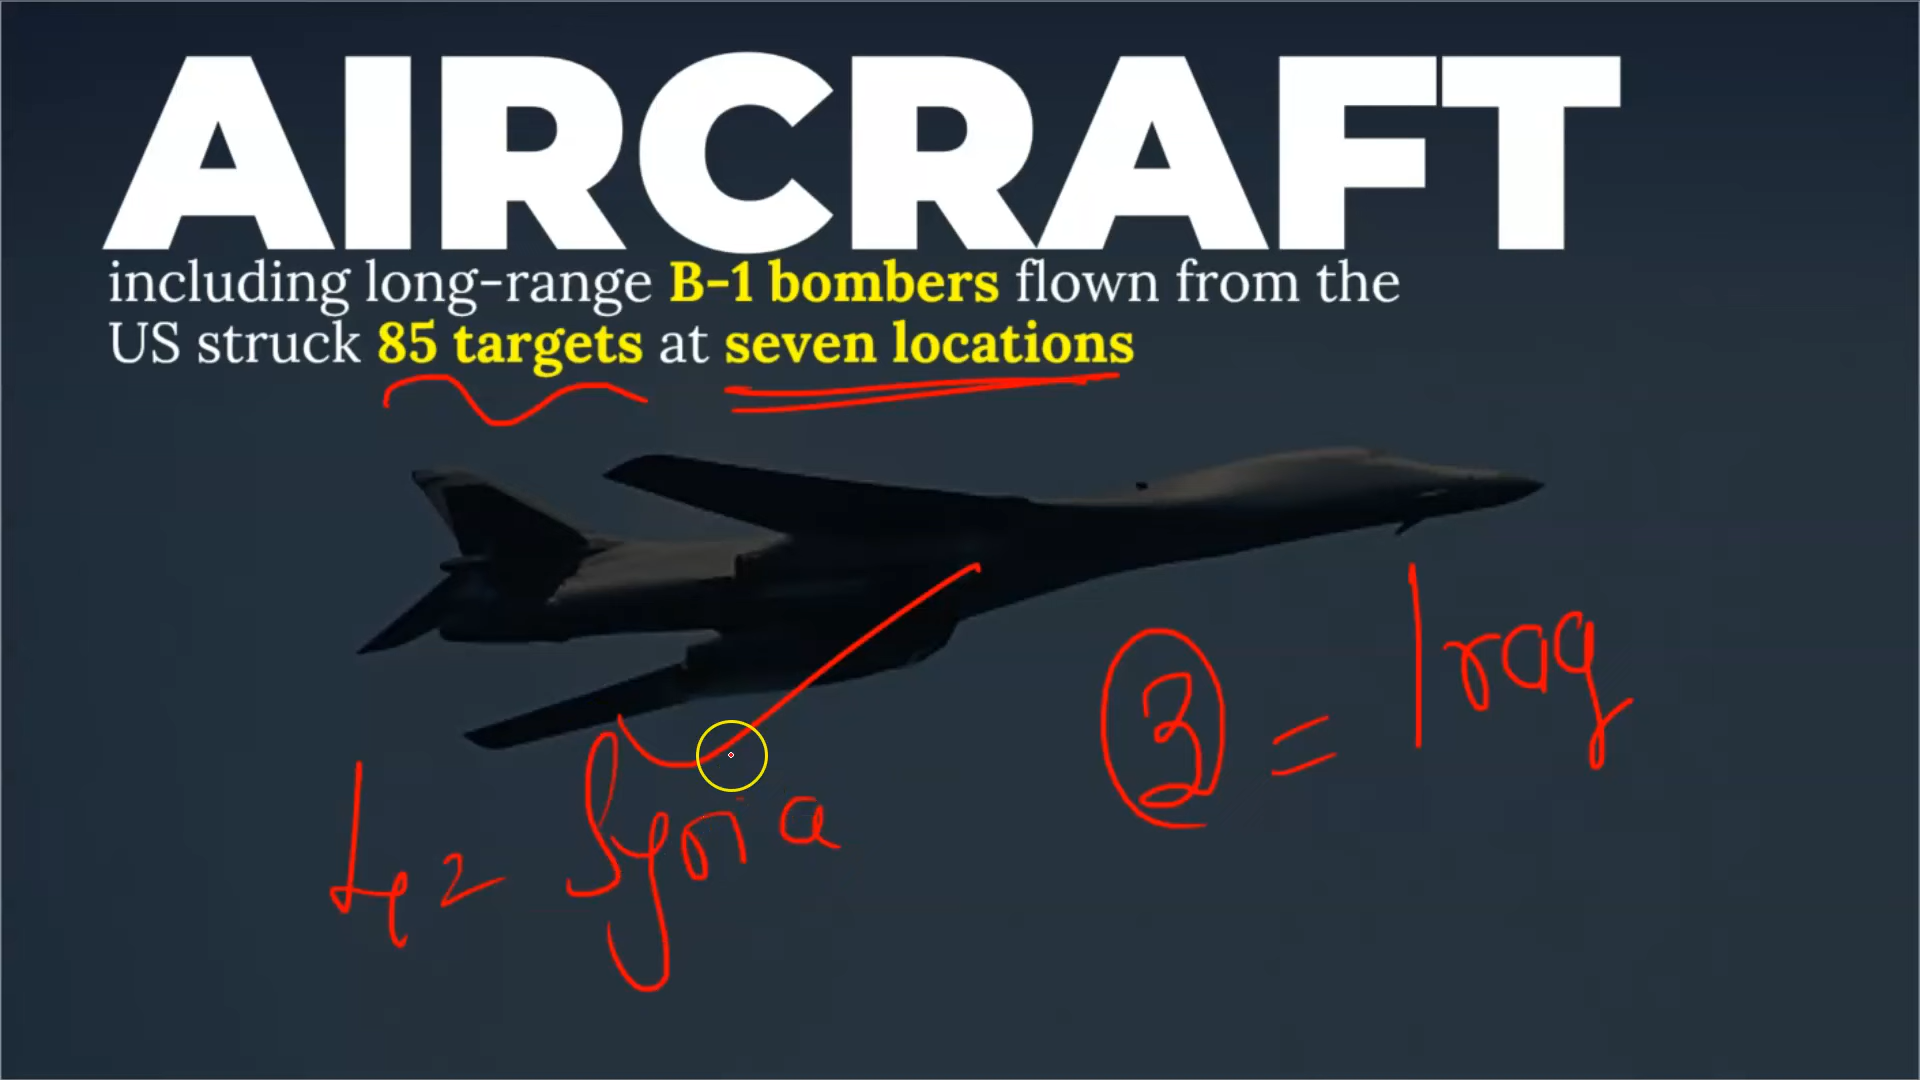 AIRCRAFT
including long-range B-1 bombers flown from the
US struck 85 targets at seven locations
3 = Iraq
4 = Syria